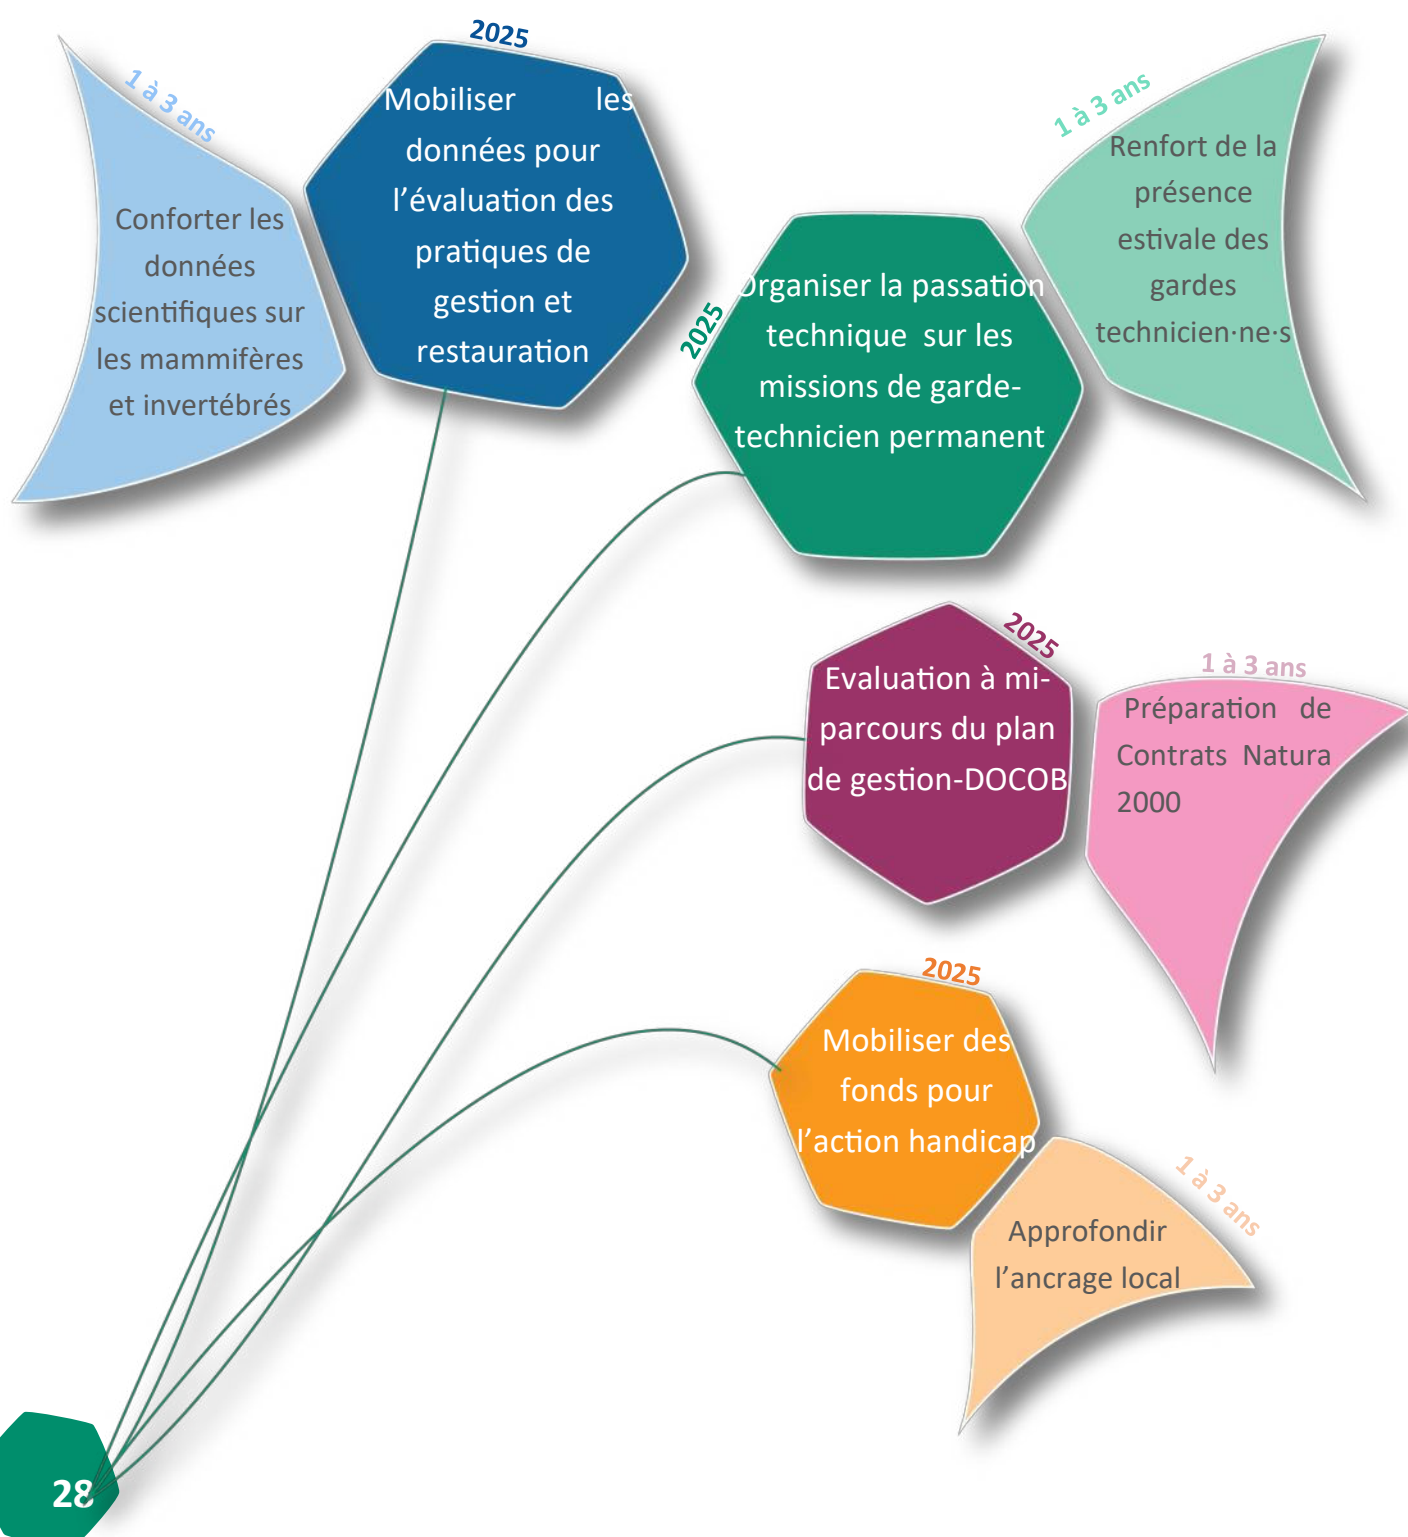 2025
Mobiliser les
données pour
l’évaluation des
pratiques de
gestion et
restauration
1 à 3 ans
Conforter les
données
scientifiques sur
les mammifères
et invertébrés
2025
Organiser la passation
technique sur les
missions de garde-
technicien permanent
1 à 3 ans
Renfort de la
présence
estivale des
gardes
technicien·ne·s
2025
Evaluation à mi-
parcours du plan
de gestion-DOCOB
1 à 3 ans
Préparation de
Contrats Natura
2000
2025
Mobiliser des
fonds pour
l’action handicap
1 à 3 ans
Approfondir
l’ancrage local
28